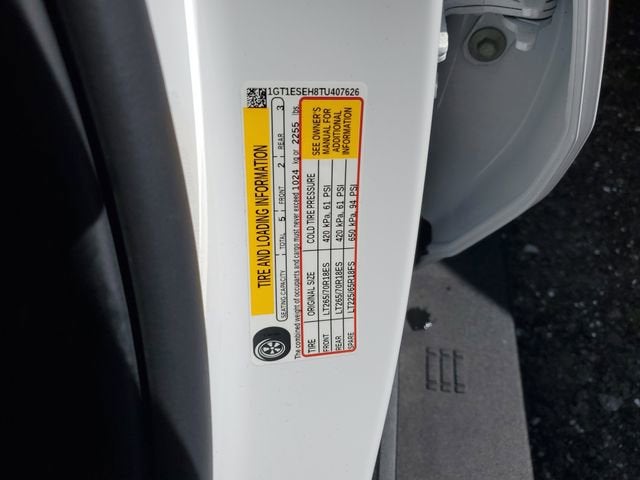 1GT1ESEH8TU407626
TIRE AND LOADING INFORMATION
SEATING CAPACITY TOTAL 5 FRONT 2 REAR 3
The combined weight of occupants and cargo must never exceed 1024 kg or 2255 lbs
TIRE ORIGINAL SIZE COLD TIRE PRESSURE
FRONT LT265/70R18ES 420 kPa, 61 PSI
REAR LT265/70R18ES 420 kPa, 61 PSI
SPARE LT225/65R18FS 650 kPa, 94 PSI
SEE OWNER'S
MANUAL FOR
ADDITIONAL
INFORMATION